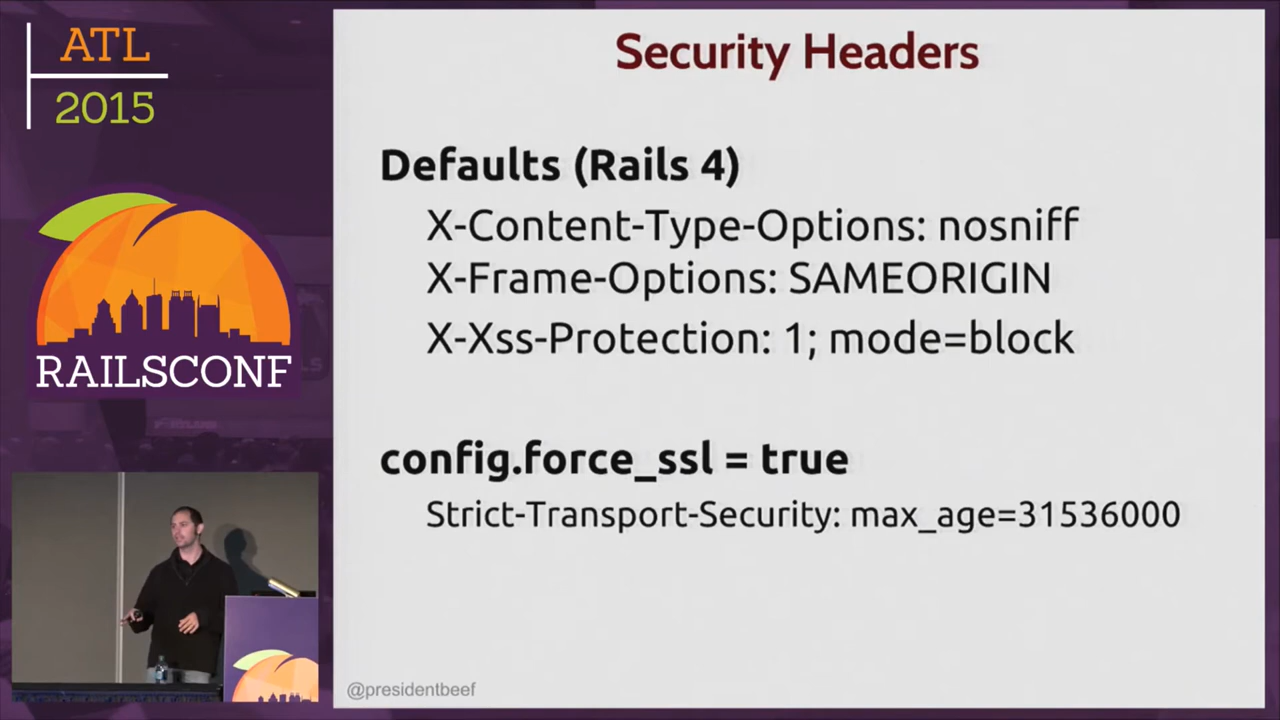 ATL
2015
RAILSCONF
Security Headers
Defaults (Rails 4)
X-Content-Type-Options: nosniff
X-Frame-Options: SAMEORIGIN
X-Xss-Protection: 1; mode=block
config.force_ssl = true
Strict-Transport-Security: max_age=31536000
@presidentbeef